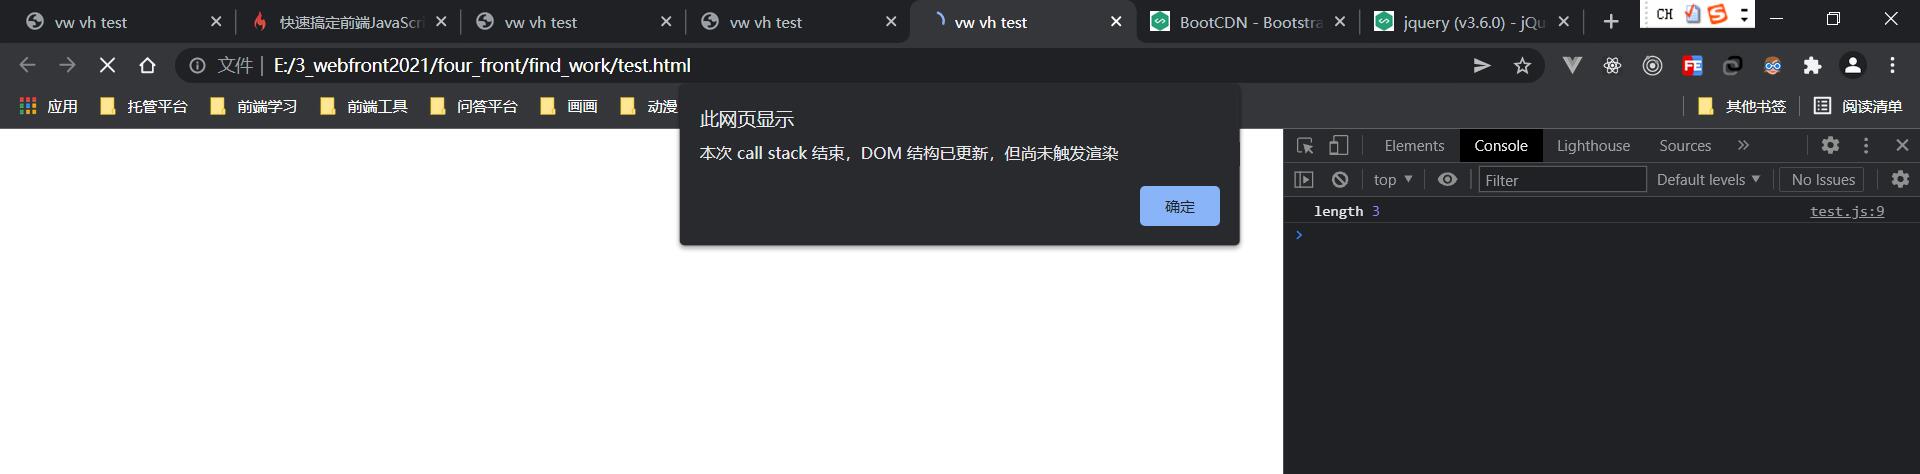 vw vh test
快速搞定前端JavaScri
vw vh test
vw vh test
vw vh test
BootCDN - Bootstra
jquery (v3.6.0) - jQu
CH
文件 | E:/3_webfront2021/four_front/find_work/test.html
FE
应用
托管平台
前端学习
前端工具
问答平台
画画
动漫
其他书签
阅读清单
此网页显示
本次 call stack 结束，DOM 结构已更新，但尚未触发渲染
确定
Elements
Console
Lighthouse
Sources
top
Filter
Default levels
No Issues
length 3
test.js:9